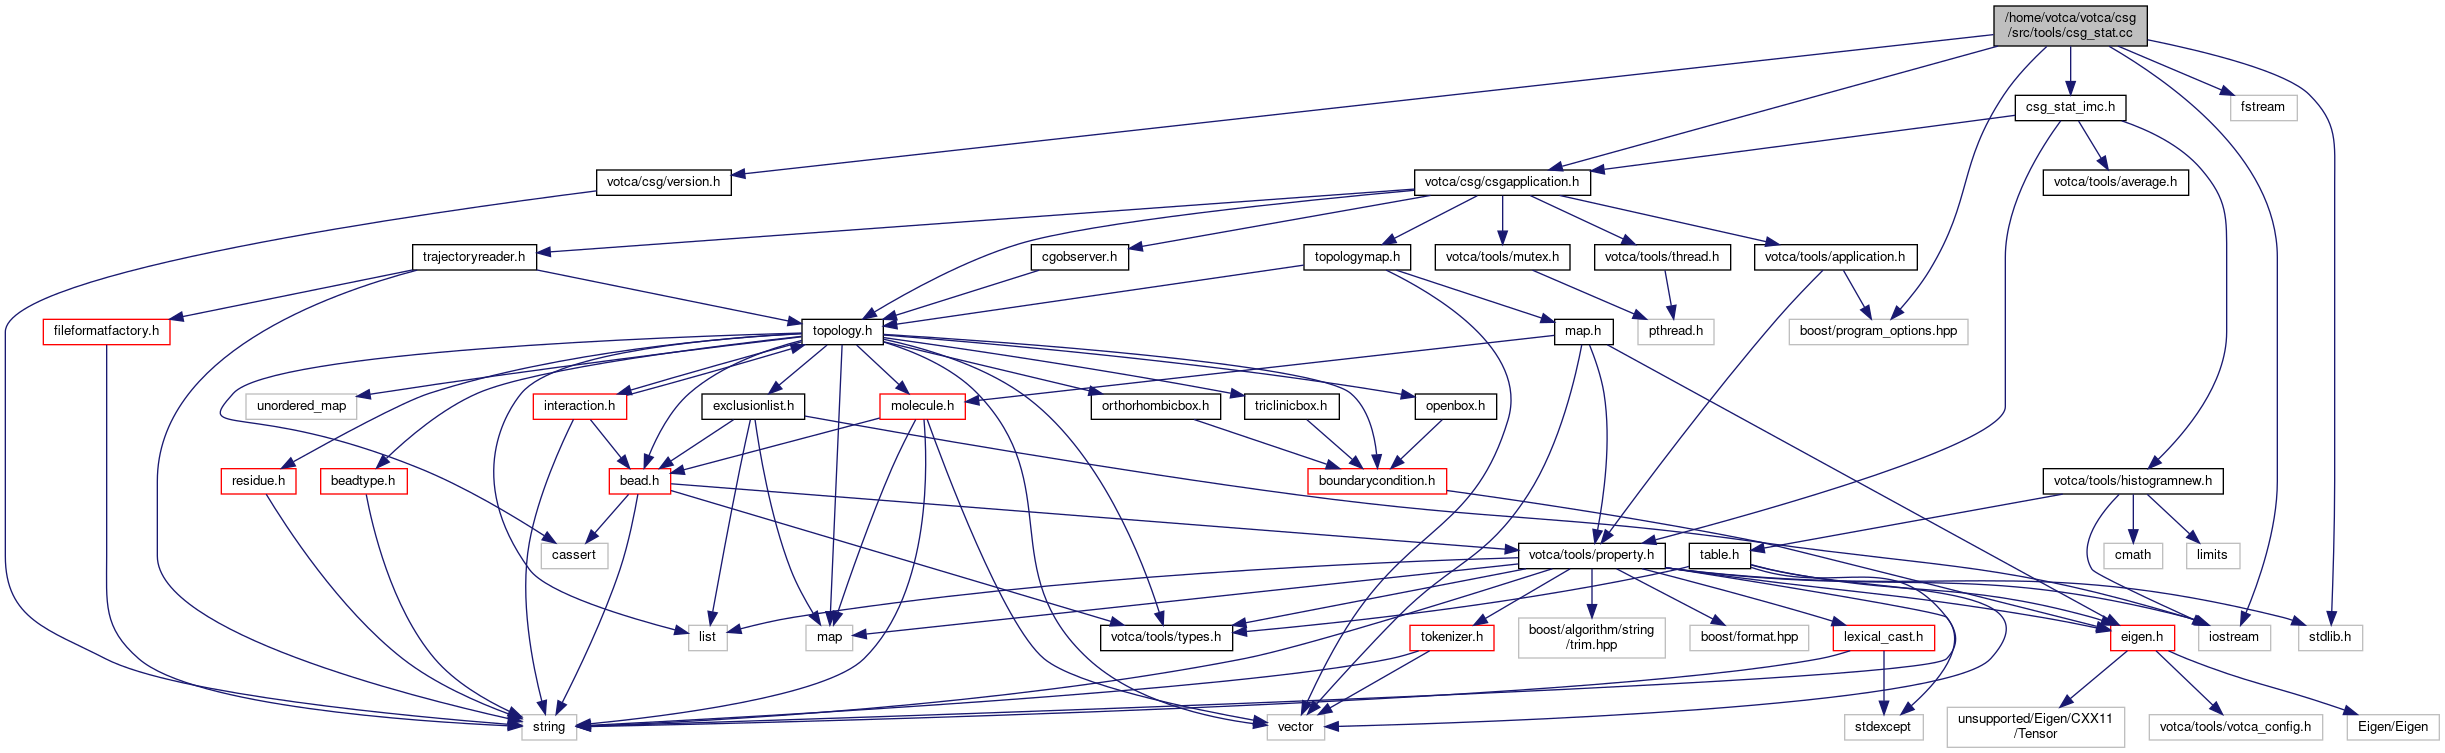 /home/votca/votca/csg
/src/tools/csg_stat.cc
csg_stat_imc.h
fstream
votca/csg/version.h
votca/csg/csgapplication.h
votca/tools/average.h
trajectoryreader.h
cgobserver.h
topologymap.h
votca/tools/mutex.h
votca/tools/thread.h
votca/tools/application.h
fileformatfactory.h
topology.h
map.h
pthread.h
boost/program_options.hpp
unordered_map
interaction.h
exclusionlist.h
molecule.h
orthorhombicbox.h
triclinicbox.h
openbox.h
residue.h
beadtype.h
bead.h
boundarycondition.h
votca/tools/histogramnew.h
cassert
votca/tools/property.h
table.h
cmath
limits
list
map
votca/tools/types.h
tokenizer.h
boost/algorithm/string
/trim.hpp
boost/format.hpp
lexical_cast.h
eigen.h
iostream
stdlib.h
string
vector
stdexcept
unsupported/Eigen/CXX11
/Tensor
votca/tools/votca_config.h
Eigen/Eigen